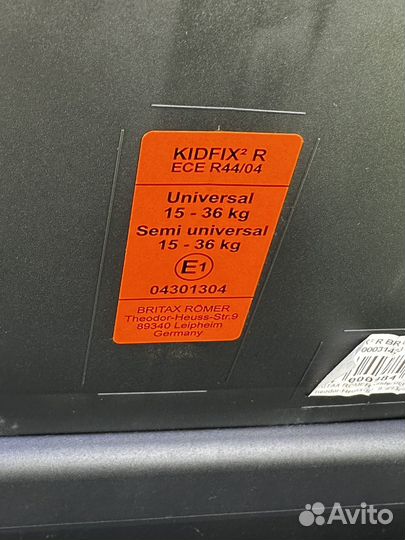 KIDFIX² R
ECE R44/04
Universal
15 - 36 kg
Semi universal
15 - 36 kg
E1
04301304
BRITAX RÖMER
Theodor-Heuss-Str.9
89340 Leipheim
Germany
R BR
Avito